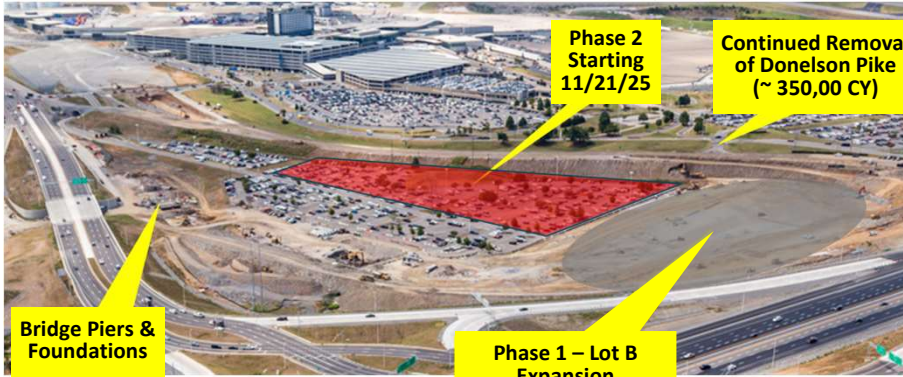 Phase 2
Starting
11/21/25
Continued Remova
of Donelson Pike
(~ 350,00 CY)
Bridge Piers &
Foundations
Phase 1 – Lot B
Expansion